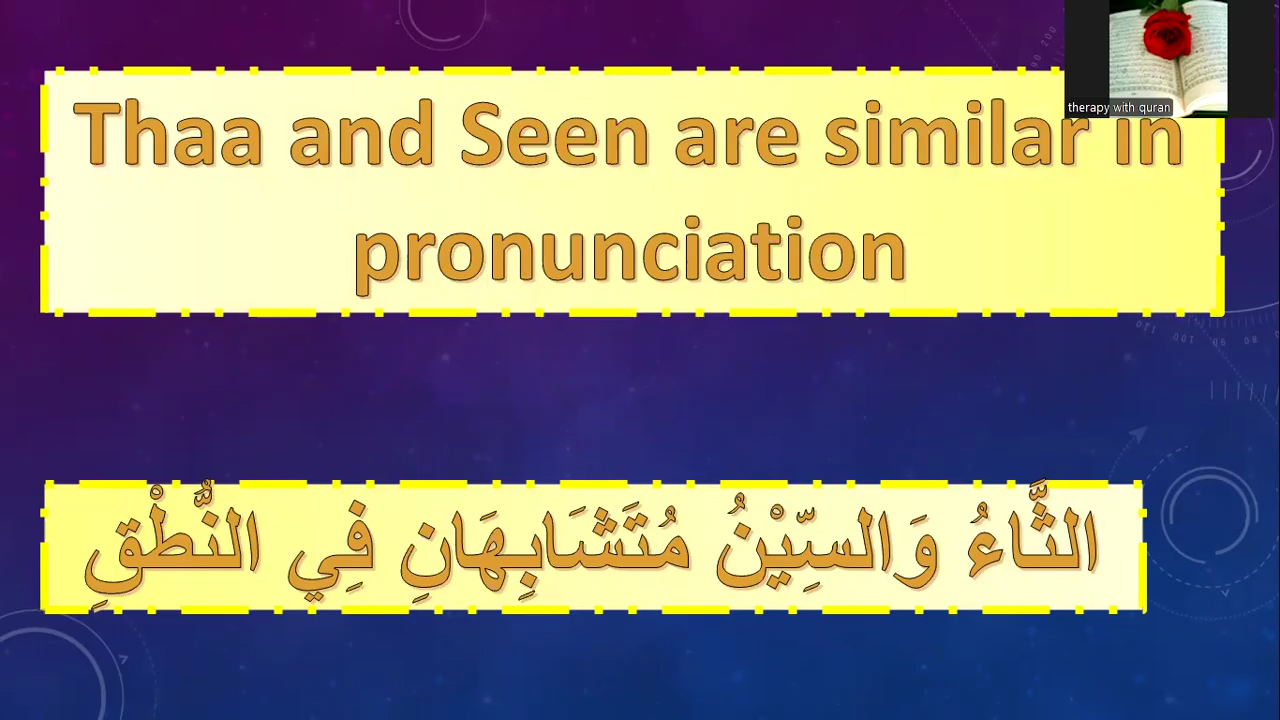 therapy with quran
Thaa and Seen are similar in
pronunciation
الثَّاءُ وَالسِّيْنُ مُتَشَابِهَانِ فِي النُّطْقِ